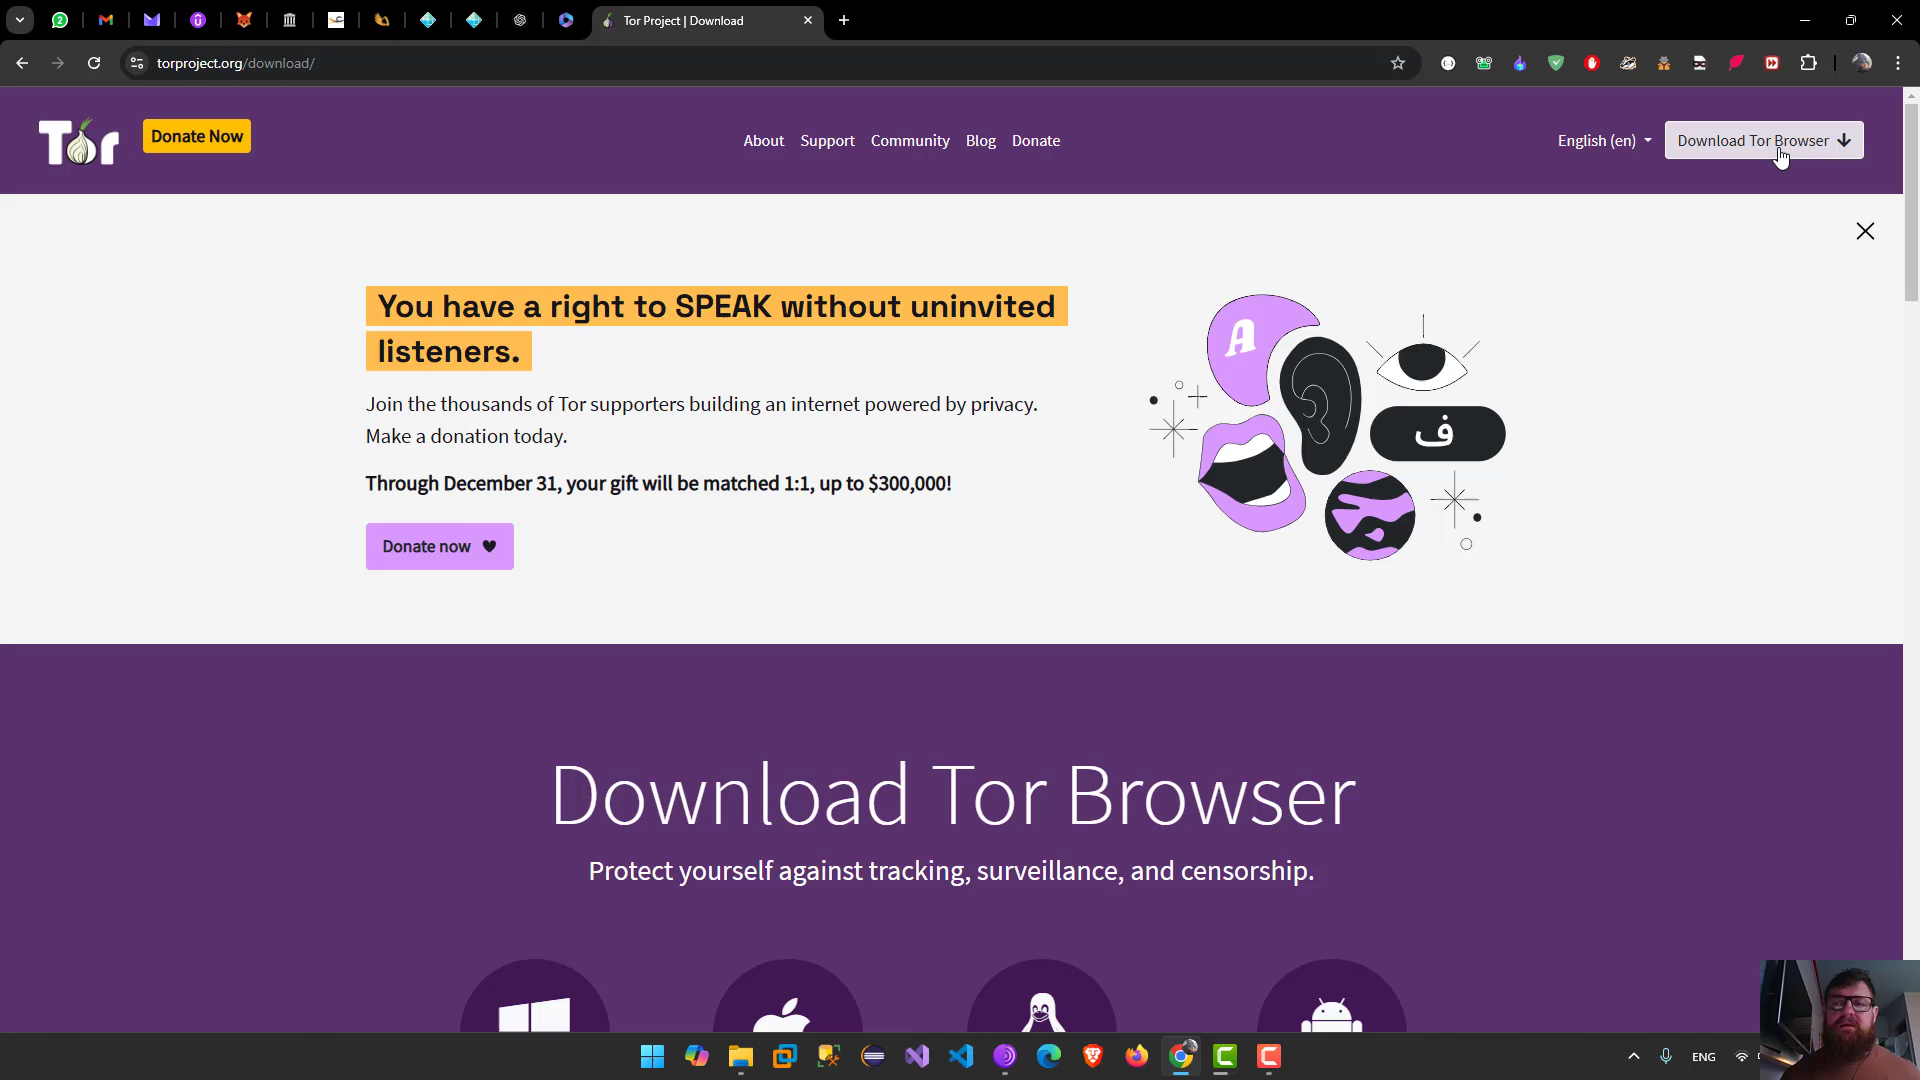 Tor Project | Download
torproject.org/download/
Tor
Donate Now
About
Support
Community
Blog
Donate
English (en)
Download Tor Browser
You have a right to SPEAK without uninvited
listeners.
Join the thousands of Tor supporters building an internet powered by privacy.
Make a donation today.
Through December 31, your gift will be matched 1:1, up to $300,000!
Donate now
A
ف
Download Tor Browser
Protect yourself against tracking, surveillance, and censorship.
ENG